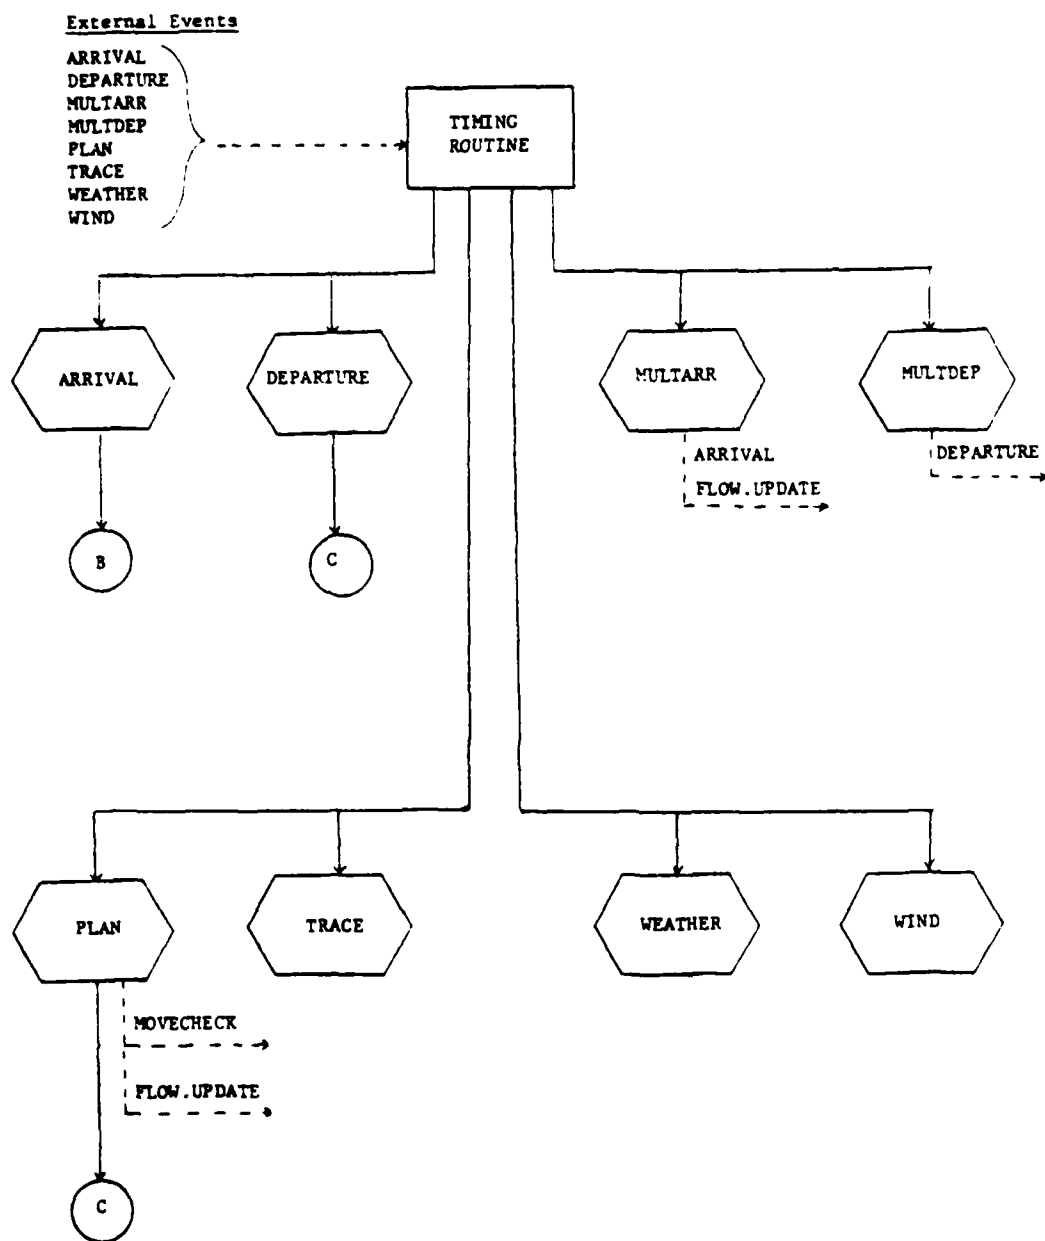 External Events
ARRIVAL
DEPARTURE
MULTARR
MULTDEP
PLAN
TRACE
WEATHER
WIND
TIMING
ROUTINE
ARRIVAL
DEPARTURE
MULTARR
MULTDEP
ARRIVAL
FLOW.UPDATE
DEPARTURE
B
C
PLAN
TRACE
WEATHER
WIND
MOVECHECK
FLOW.UPDATE
C